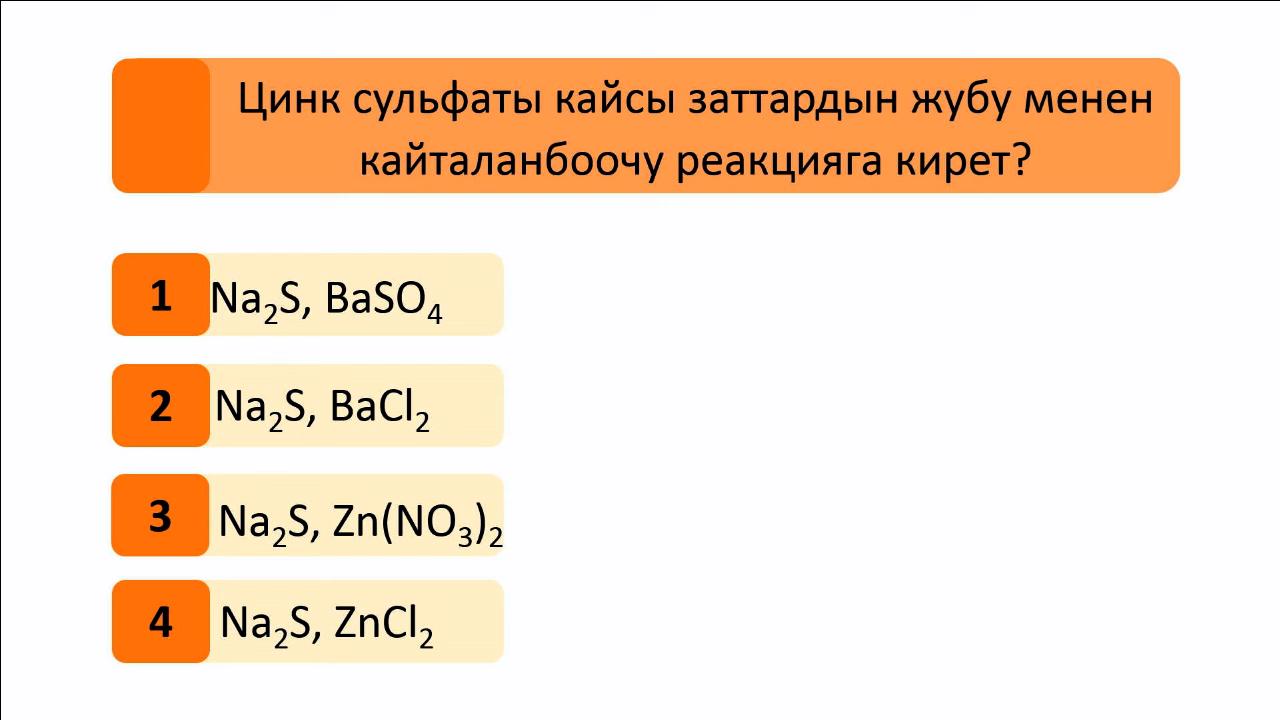 Цинк сульфаты кайсы заттардын жубу менен
кайталанбоочу реакцияга кирет?
1 Na₂S, BaSO₄
2 Na₂S, BaCl₂
3 Na₂S, Zn(NO₃)₂
4 Na₂S, ZnCl₂